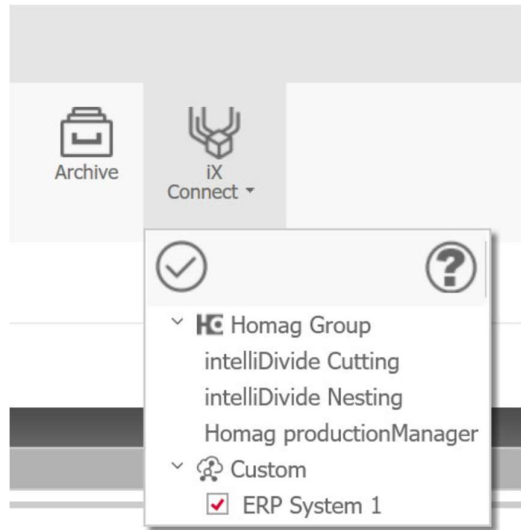 Archive
iX
Connect
?
Homag Group
intelliDivide Cutting
intelliDivide Nesting
Homag productionManager
Custom
ERP System 1